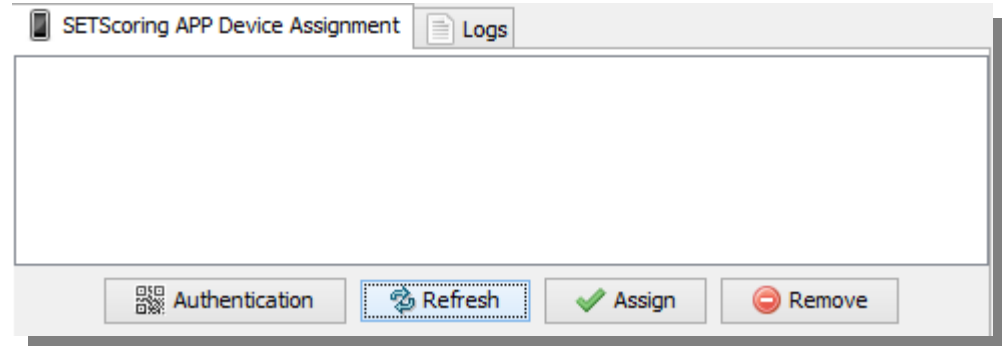 SETScoring APP Device Assignment Logs
Authentication Refresh Assign Remove